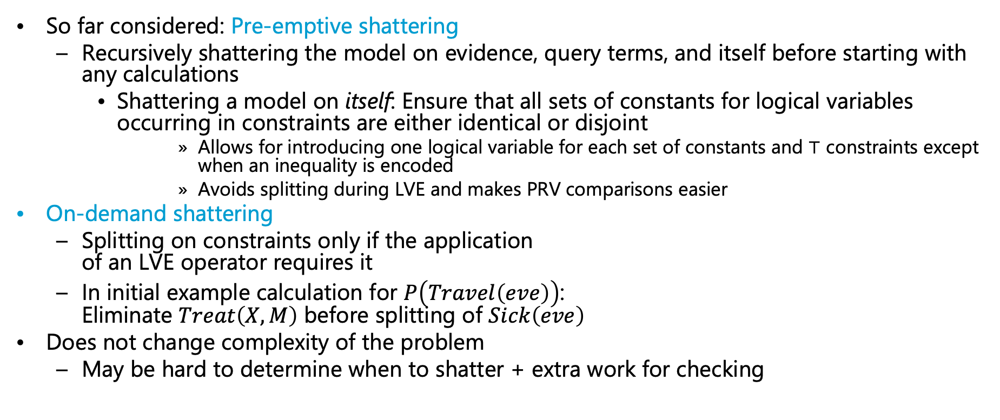 • So far considered: Pre-emptive shattering
– Recursively shattering the model on evidence, query terms, and itself before starting with
any calculations
• Shattering a model on itself: Ensure that all sets of constants for logical variables
occurring in constraints are either identical or disjoint
» Allows for introducing one logical variable for each set of constants and ⊤ constraints except
when an inequality is encoded
» Avoids splitting during LVE and makes PRV comparisons easier
• On-demand shattering
– Splitting on constraints only if the application
of an LVE operator requires it
– In initial example calculation for P(Travel(eve)):
Eliminate Treat(X, M) before splitting of Sick(eve)
• Does not change complexity of the problem
– May be hard to determine when to shatter + extra work for checking